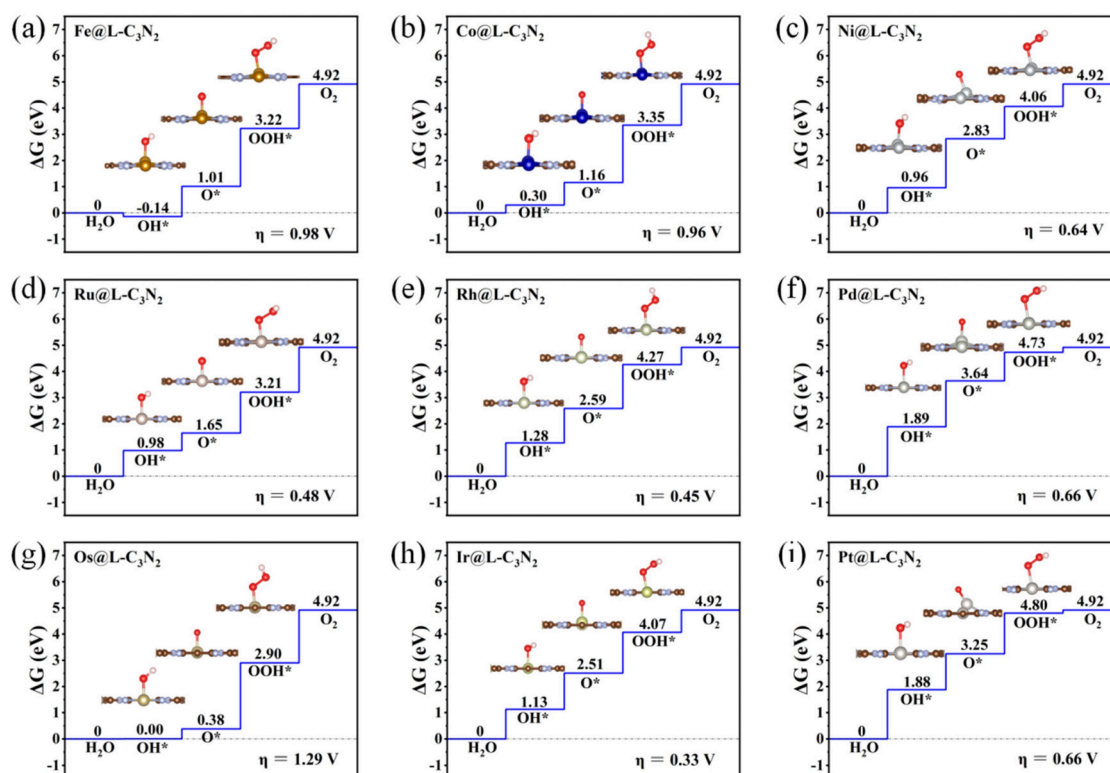 (a) Fe@L-C₃N₂
7
6
5
4
3
2
1
0
-1
ΔG (eV)
0
H₂O
-0.14
OH*
1.01
O*
3.22
OOH*
4.92
O₂
η = 0.98 V
(b) Co@L-C₃N₂
7
6
5
4
3
2
1
0
-1
ΔG (eV)
0
H₂O
0.30
OH*
1.16
O*
3.35
OOH*
4.92
O₂
η = 0.96 V
(c) Ni@L-C₃N₂
7
6
5
4
3
2
1
0
-1
ΔG (eV)
0
H₂O
0.96
OH*
2.83
O*
4.06
OOH*
4.92
O₂
η = 0.64 V
(d) Ru@L-C₃N₂
7
6
5
4
3
2
1
0
-1
ΔG (eV)
0
H₂O
0.98
OH*
1.65
O*
3.21
OOH*
4.92
O₂
η = 0.48 V
(e) Rh@L-C₃N₂
7
6
5
4
3
2
1
0
-1
ΔG (eV)
0
H₂O
1.28
OH*
2.59
O*
4.27
OOH*
4.92
O₂
η = 0.45 V
(f) Pd@L-C₃N₂
7
6
5
4
3
2
1
0
-1
ΔG (eV)
0
H₂O
1.89
OH*
3.64
O*
4.73
OOH*
4.92
O₂
η = 0.66 V
(g) Os@L-C₃N₂
7
6
5
4
3
2
1
0
-1
ΔG (eV)
0
H₂O
0.00
OH*
0.38
O*
2.90
OOH*
4.92
O₂
η = 1.29 V
(h) Ir@L-C₃N₂
7
6
5
4
3
2
1
0
-1
ΔG (eV)
0
H₂O
1.13
OH*
2.51
O*
4.07
OOH*
4.92
O₂
η = 0.33 V
(i) Pt@L-C₃N₂
7
6
5
4
3
2
1
0
-1
ΔG (eV)
0
H₂O
1.88
OH*
3.25
O*
4.80
OOH*
4.92
O₂
η = 0.66 V